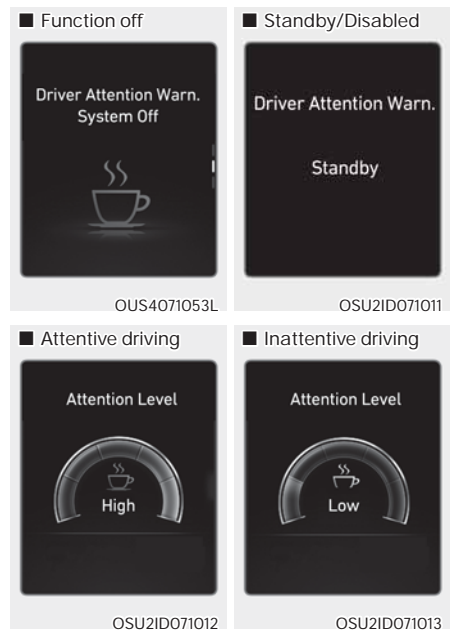 ■ Function off
Driver Attention Warn.
System Off
OUS4071053L
■ Standby/Disabled
Driver Attention Warn.
Standby
OSU2ID071011
■ Attentive driving
Attention Level
High
OSU2ID071012
■ Inattentive driving
Attention Level
Low
OSU2ID071013